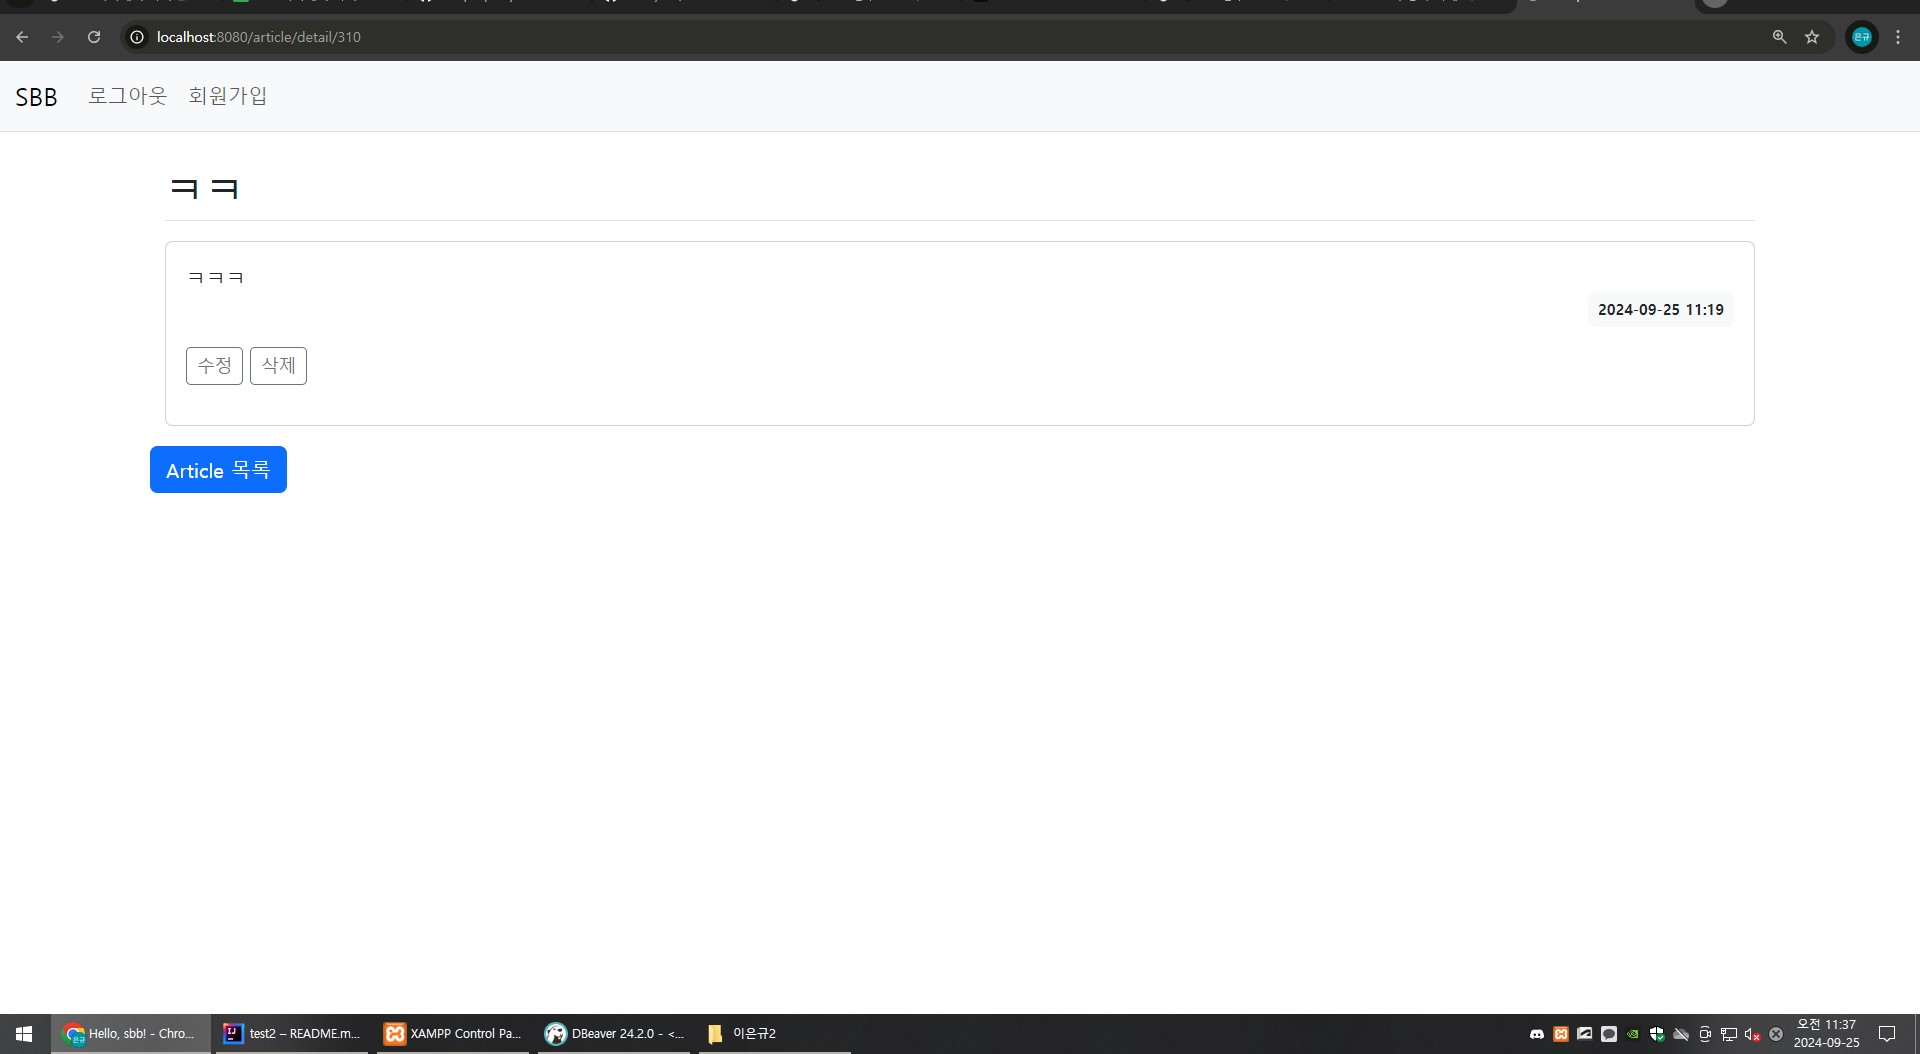 localhost:8080/article/detail/310
은규
SBB 로그아웃 회원가입
ㅋㅋ
ㅋㅋㅋ
2024-09-25 11:19
수정 삭제
Article 목록
Hello, sbb! - Chro... test2 – README.m... XAMPP Control Pa... DBeaver 24.2.0 - <... 이은규2
오전 11:37
2024-09-25